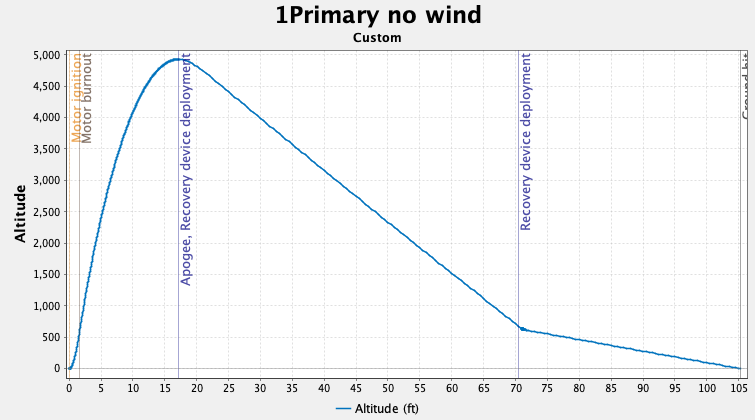 1Primary no wind
Custom
Altitude
5,000
4,500
4,000
3,500
3,000
2,500
2,000
1,500
1,000
500
0
Motor ignition
Motor burnout
Apogee, Recovery device deployment
Recovery device deployment
0 5 10 15 20 25 30 35 40 45 50 55 60 65 70 75 80 85 90 95 100 105
Altitude (ft)